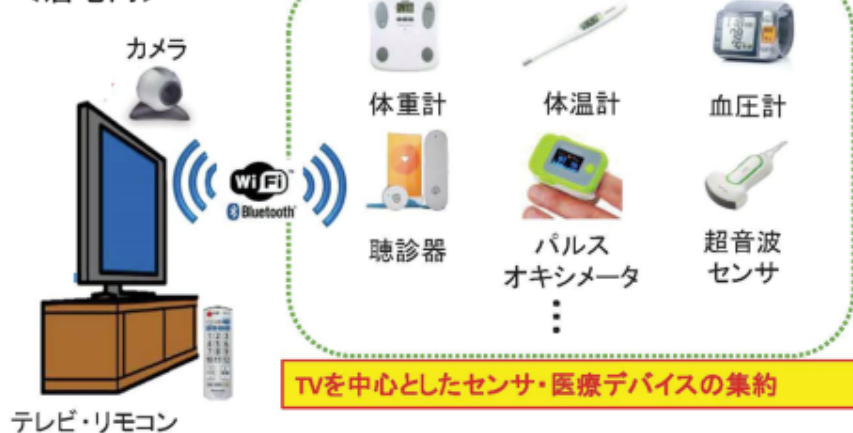 カメラ
体重計
体温計
血圧計
WiFi
Bluetooth
聴診器
パルス
オキシメータ
超音波
センサ
TVを中心としたセンサ・医療デバイスの集約
テレビ・リモコン